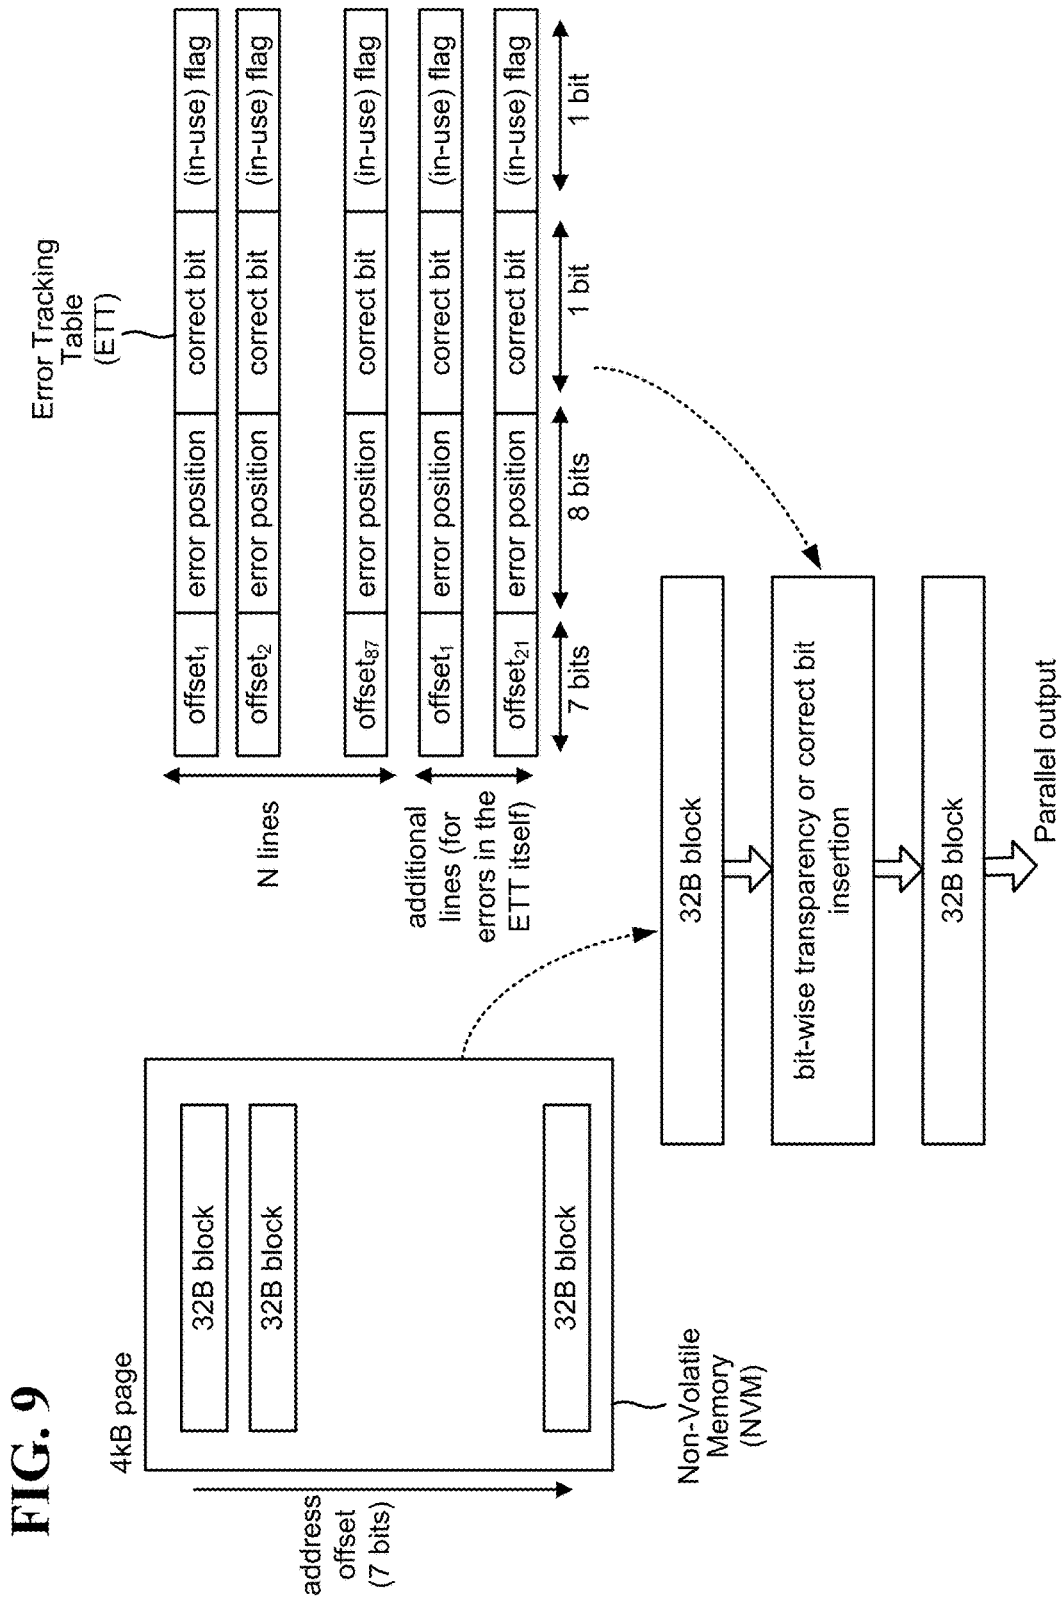 FIG. 9
4kB page
32B block
32B block
32B block
address
offset
(7 bits)
Non-Volatile
Memory
(NVM)
Error Tracking
Table
(ETT)
offset₁ error position correct bit (in-use) flag
offset₂ error position correct bit (in-use) flag
offset₈₇ error position correct bit (in-use) flag
offset₁ error position correct bit (in-use) flag
offset₂₁ error position correct bit (in-use) flag
N lines
additional
lines (for
errors in the
ETT itself)
7 bits 8 bits 1 bit 1 bit
32B block
bit-wise transparency or correct bit
insertion
32B block
Parallel output